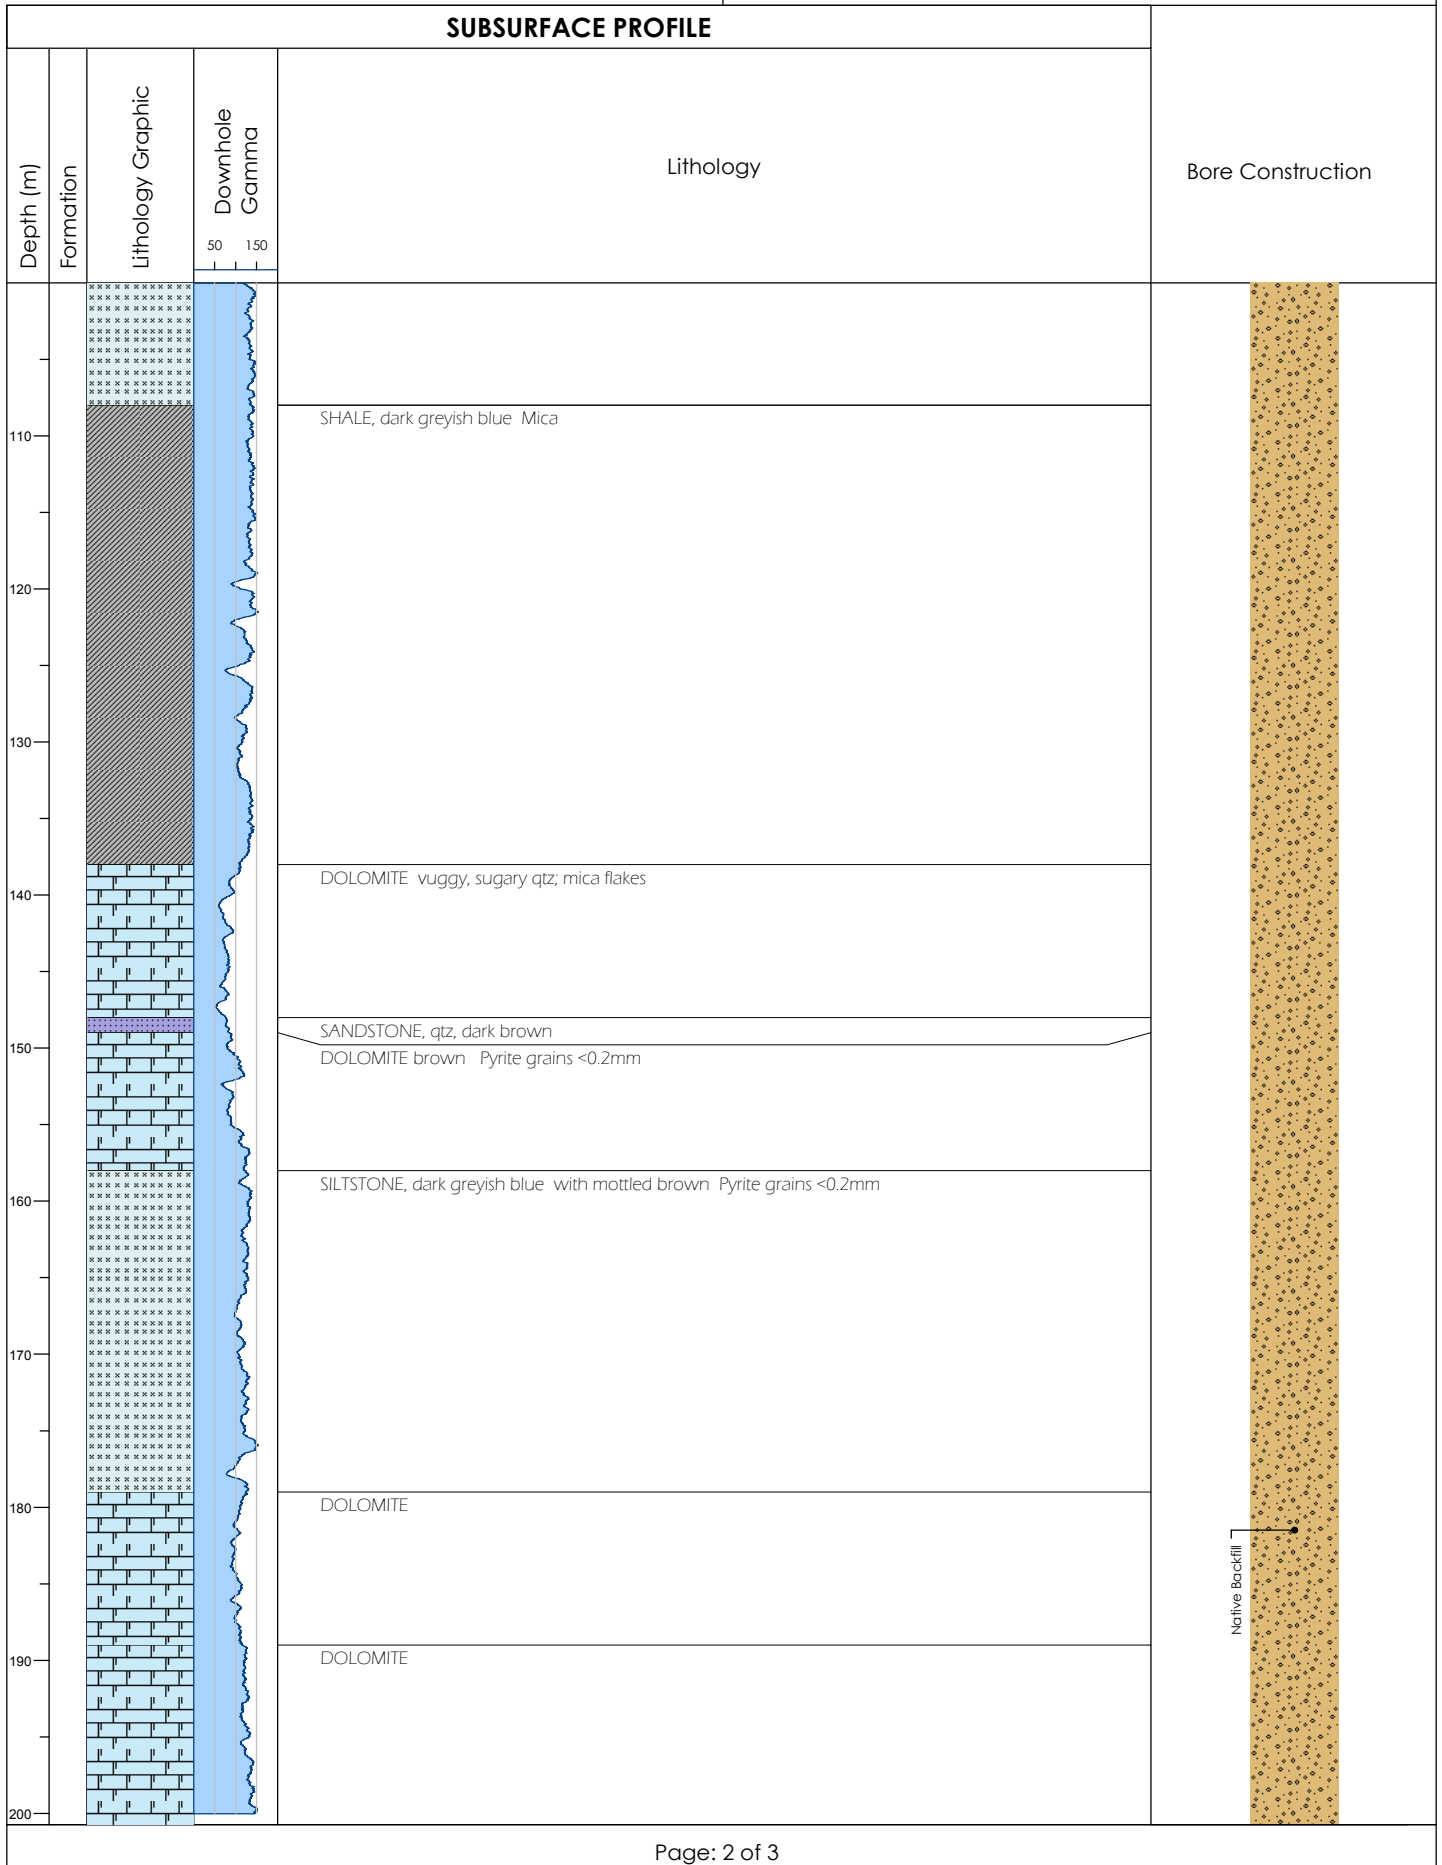 SUBSURFACE PROFILE
Depth (m)
Formation
Lithology Graphic
Downhole
Gamma
50 150
Lithology
Bore Construction
SHALE, dark greyish blue Mica
110
120
130
DOLOMITE vuggy, sugary qtz; mica flakes
140
SANDSTONE, qtz, dark brown
150
DOLOMITE brown Pyrite grains <0.2mm
SILTSTONE, dark greyish blue with mottled brown Pyrite grains <0.2mm
160
170
DOLOMITE
180
Native Backfill
DOLOMITE
190
200
Page: 2 of 3